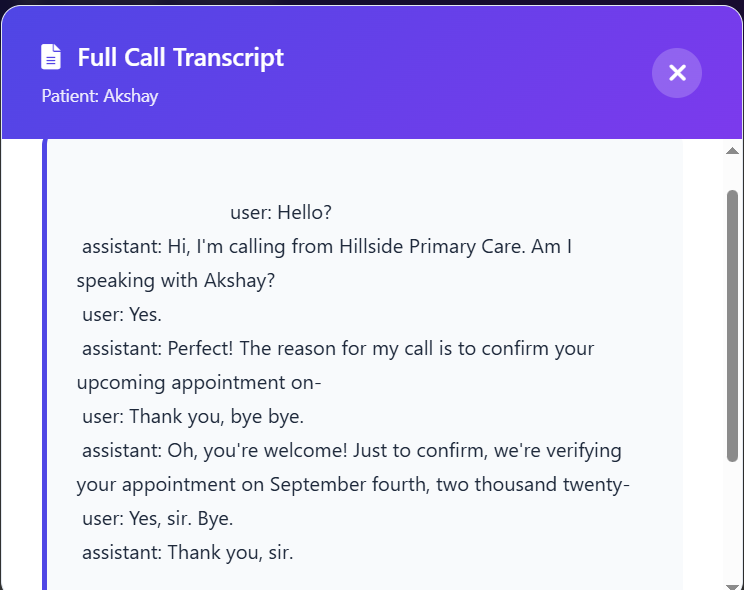 Full Call Transcript
Patient: Akshay
user: Hello?
assistant: Hi, I'm calling from Hillside Primary Care. Am I
speaking with Akshay?
user: Yes.
assistant: Perfect! The reason for my call is to confirm your
upcoming appointment on-
user: Thank you, bye bye.
assistant: Oh, you're welcome! Just to confirm, we're verifying
your appointment on September fourth, two thousand twenty-
user: Yes, sir. Bye.
assistant: Thank you, sir.